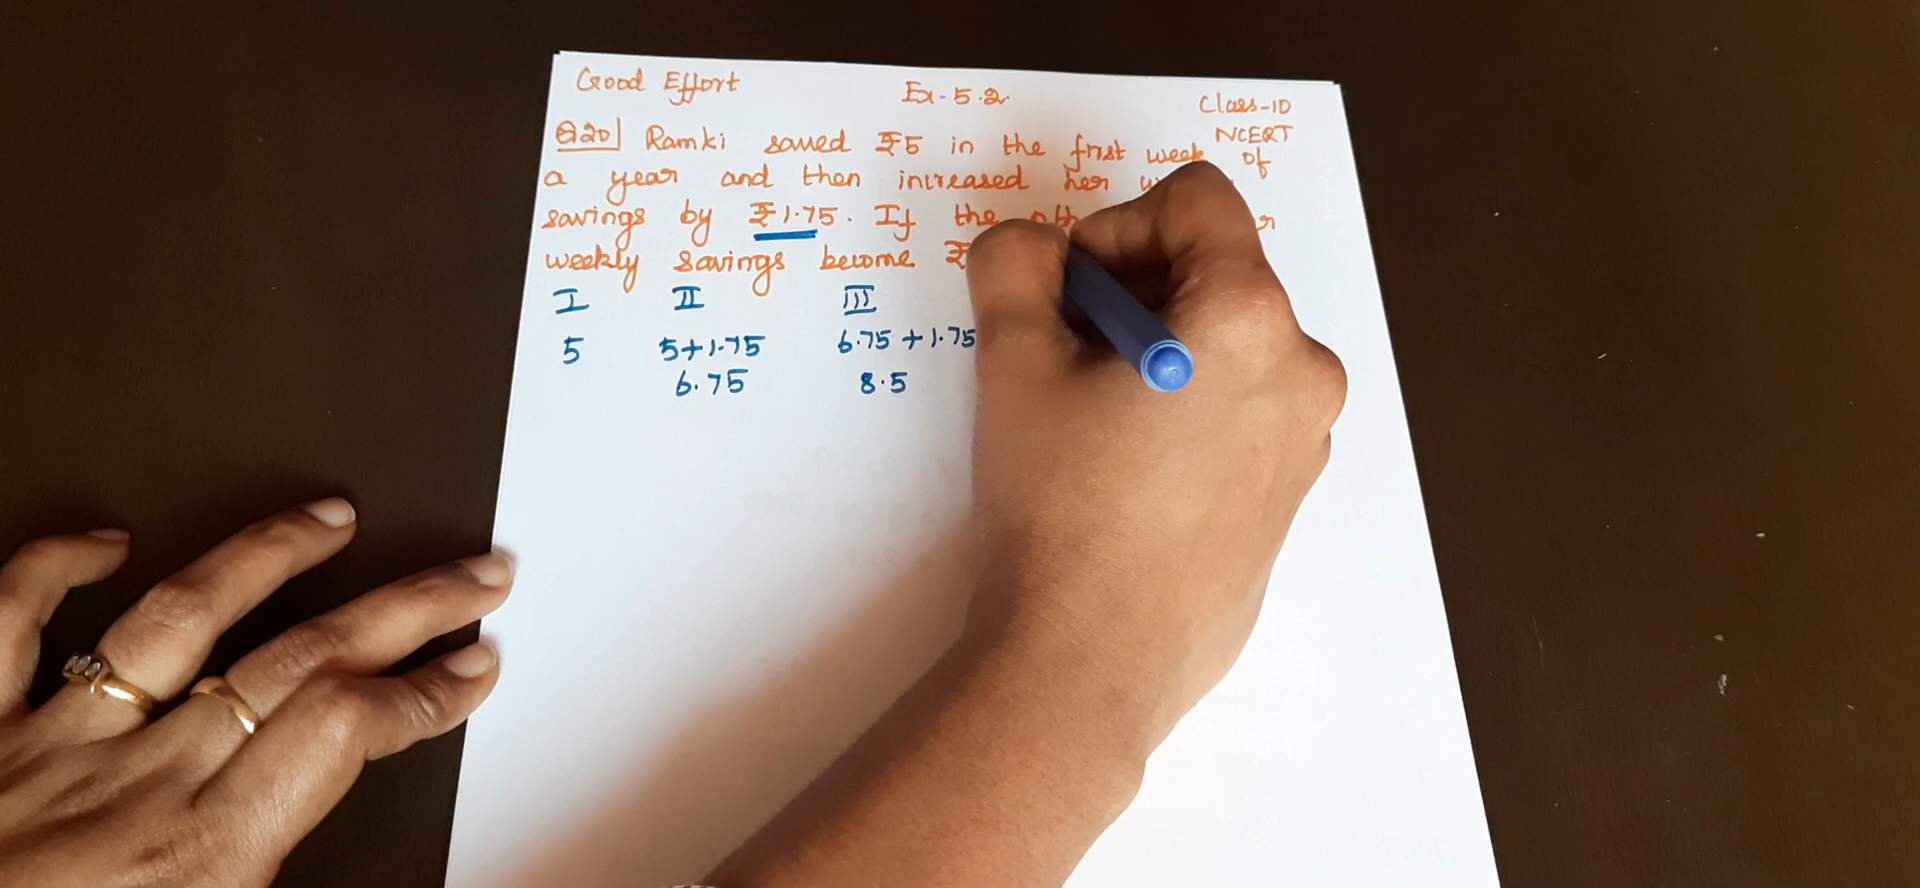 Good Effort
Ex-5.2.
Class-10
NCERT
Q20 Ramki saved ₹5 in the first week of
a year and then increased her
savings by ₹1.75. If the
weekly savings become ₹
I II III
5 5+1.75 6.75+1.75
6.75 8.5